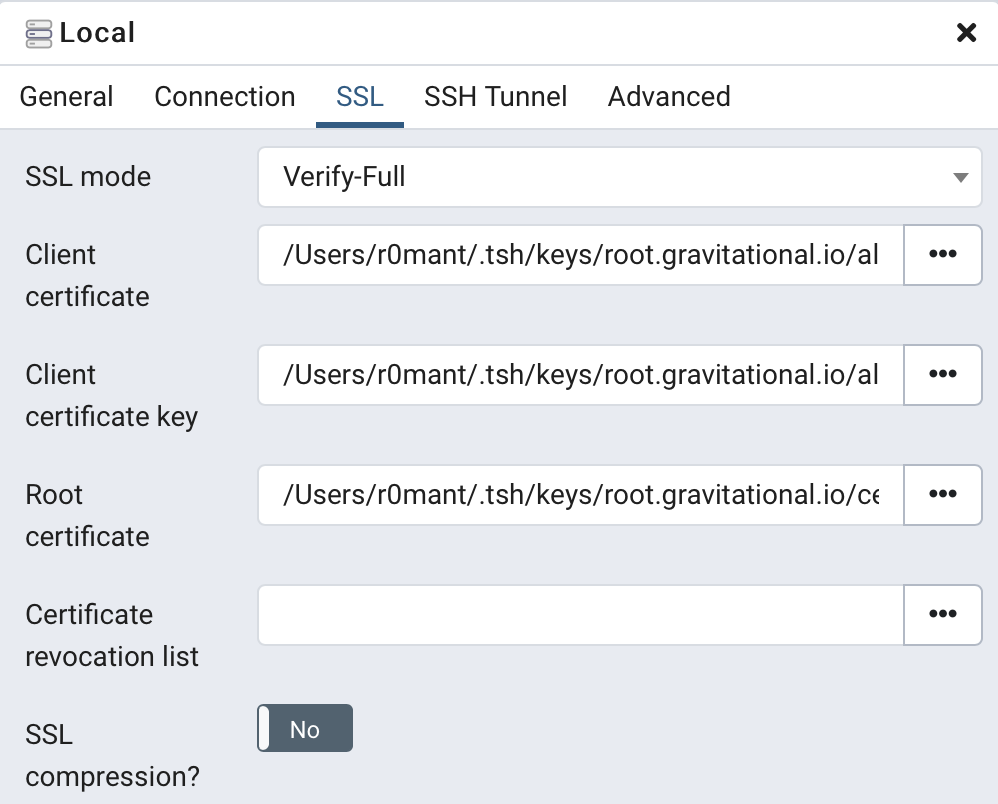 Local
General Connection SSL SSH Tunnel Advanced
SSL mode Verify-Full
Client certificate /Users/r0mant/.tsh/keys/root.gravitational.io/al
Client certificate key /Users/r0mant/.tsh/keys/root.gravitational.io/al
Root certificate /Users/r0mant/.tsh/keys/root.gravitational.io/ce
Certificate revocation list
SSL compression? No